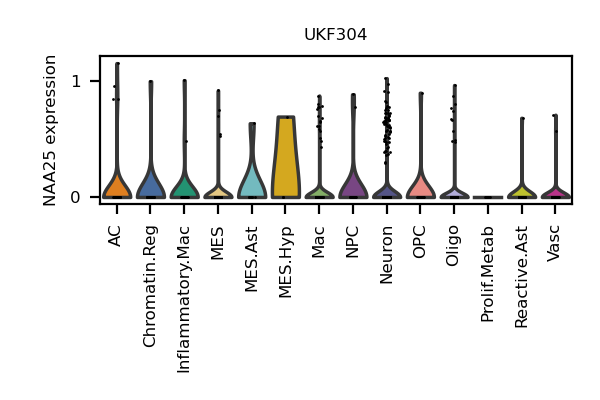 UKF304
NAA25 expression
1
0
AC
Chromatin.Reg
Inflammatory.Mac
MES
MES.Ast
MES.Hyp
Mac
NPC
Neuron
OPC
Oligo
Prolif.Metab
Reactive.Ast
Vasc